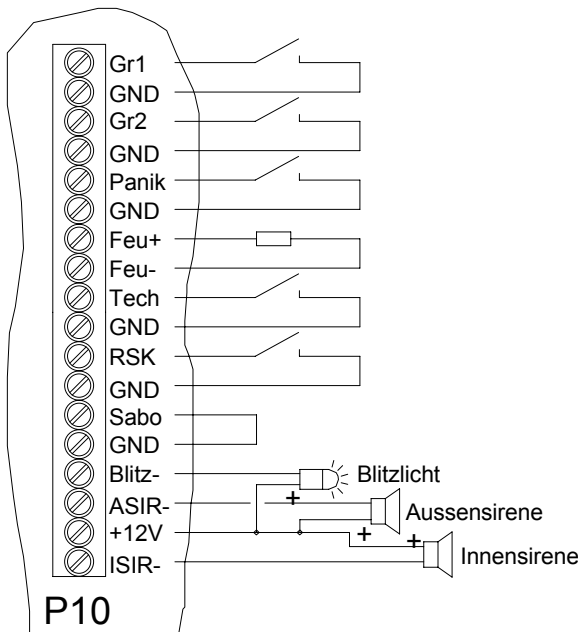 Gr1
GND
Gr2
GND
Panik
GND
Feu+
Feu-
Tech
GND
RSK
GND
Sabo
GND
Blitz- Blitzlicht
+
ASIR- Aussensirene
+12V + +
ISIR- Innensirene
P10